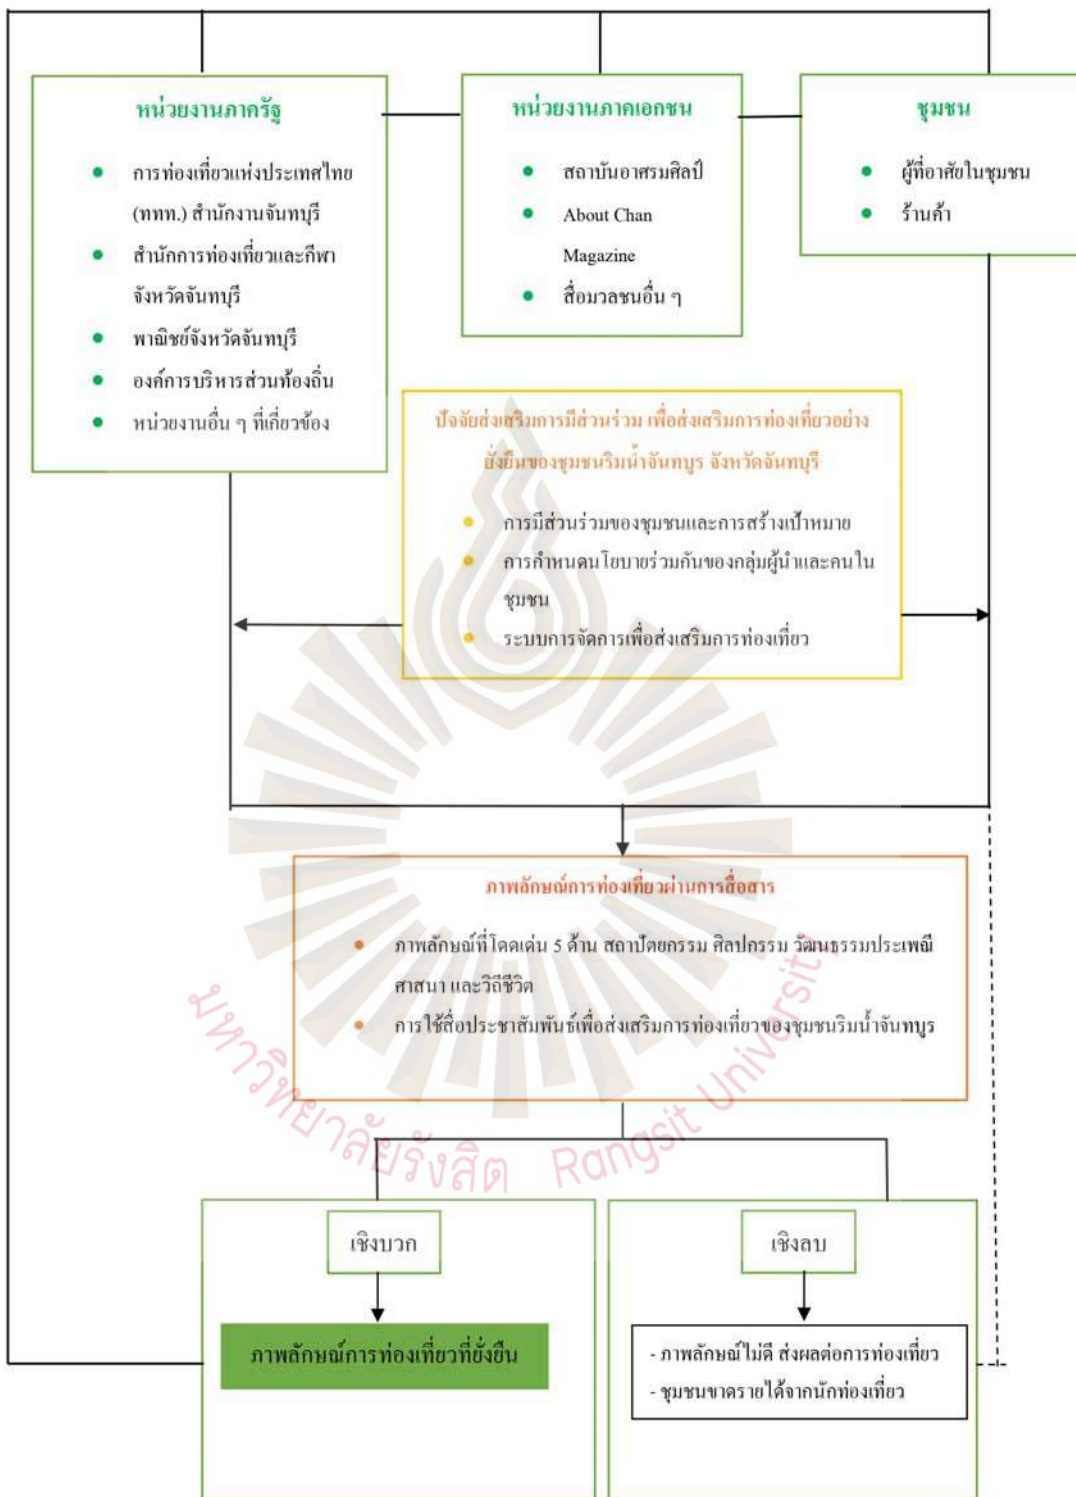 หน่วยงานภาครัฐ
การท่องเที่ยวแห่งประเทศไทย
(ททท.) สำนักงานจันทบุรี
สำนักการท่องเที่ยวและกีฬา
จังหวัดจันทบุรี
พาณิชย์จังหวัดจันทบุรี
องค์การบริหารส่วนท้องถิ่น
หน่วยงานอื่น ๆ ที่เกี่ยวข้อง
หน่วยงานภาคเอกชน
สถาบันอาศรมศิลป์
About Chan
Magazine
สื่อมวลชนอื่น ๆ
ชุมชน
ผู้ที่อาศัยในชุมชน
ร้านค้า
ปัจจัยส่งเสริมการมีส่วนร่วม เพื่อส่งเสริมการท่องเที่ยวอย่าง
ยั่งยืนของชุมชนริมน้ำจันทบูร จังหวัดจันทบุรี
การมีส่วนร่วมของชุมชนและการสร้างเป้าหมาย
การกำหนดนโยบายร่วมกันของกลุ่มผู้นำและคนใน
ชุมชน
ระบบการจัดการเพื่อส่งเสริมการท่องเที่ยว
ภาพลักษณ์การท่องเที่ยวผ่านการสื่อสาร
ภาพลักษณ์ที่โดดเด่น 5 ด้าน สถาปัตยกรรม ศิลปกรรม วัฒนธรรมประเพณี
ศาสนา และวิถีชีวิต
การใช้สื่อประชาสัมพันธ์เพื่อส่งเสริมการท่องเที่ยวของชุมชนริมน้ำจันทบูร
มหาวิทยาลัยรังสิต Rangsit University
เชิงบวก
ภาพลักษณ์การท่องเที่ยวที่ยั่งยืน
เชิงลบ
- ภาพลักษณ์ไม่ดี ส่งผลต่อการท่องเที่ยว
- ชุมชนขาดรายได้จากนักท่องเที่ยว